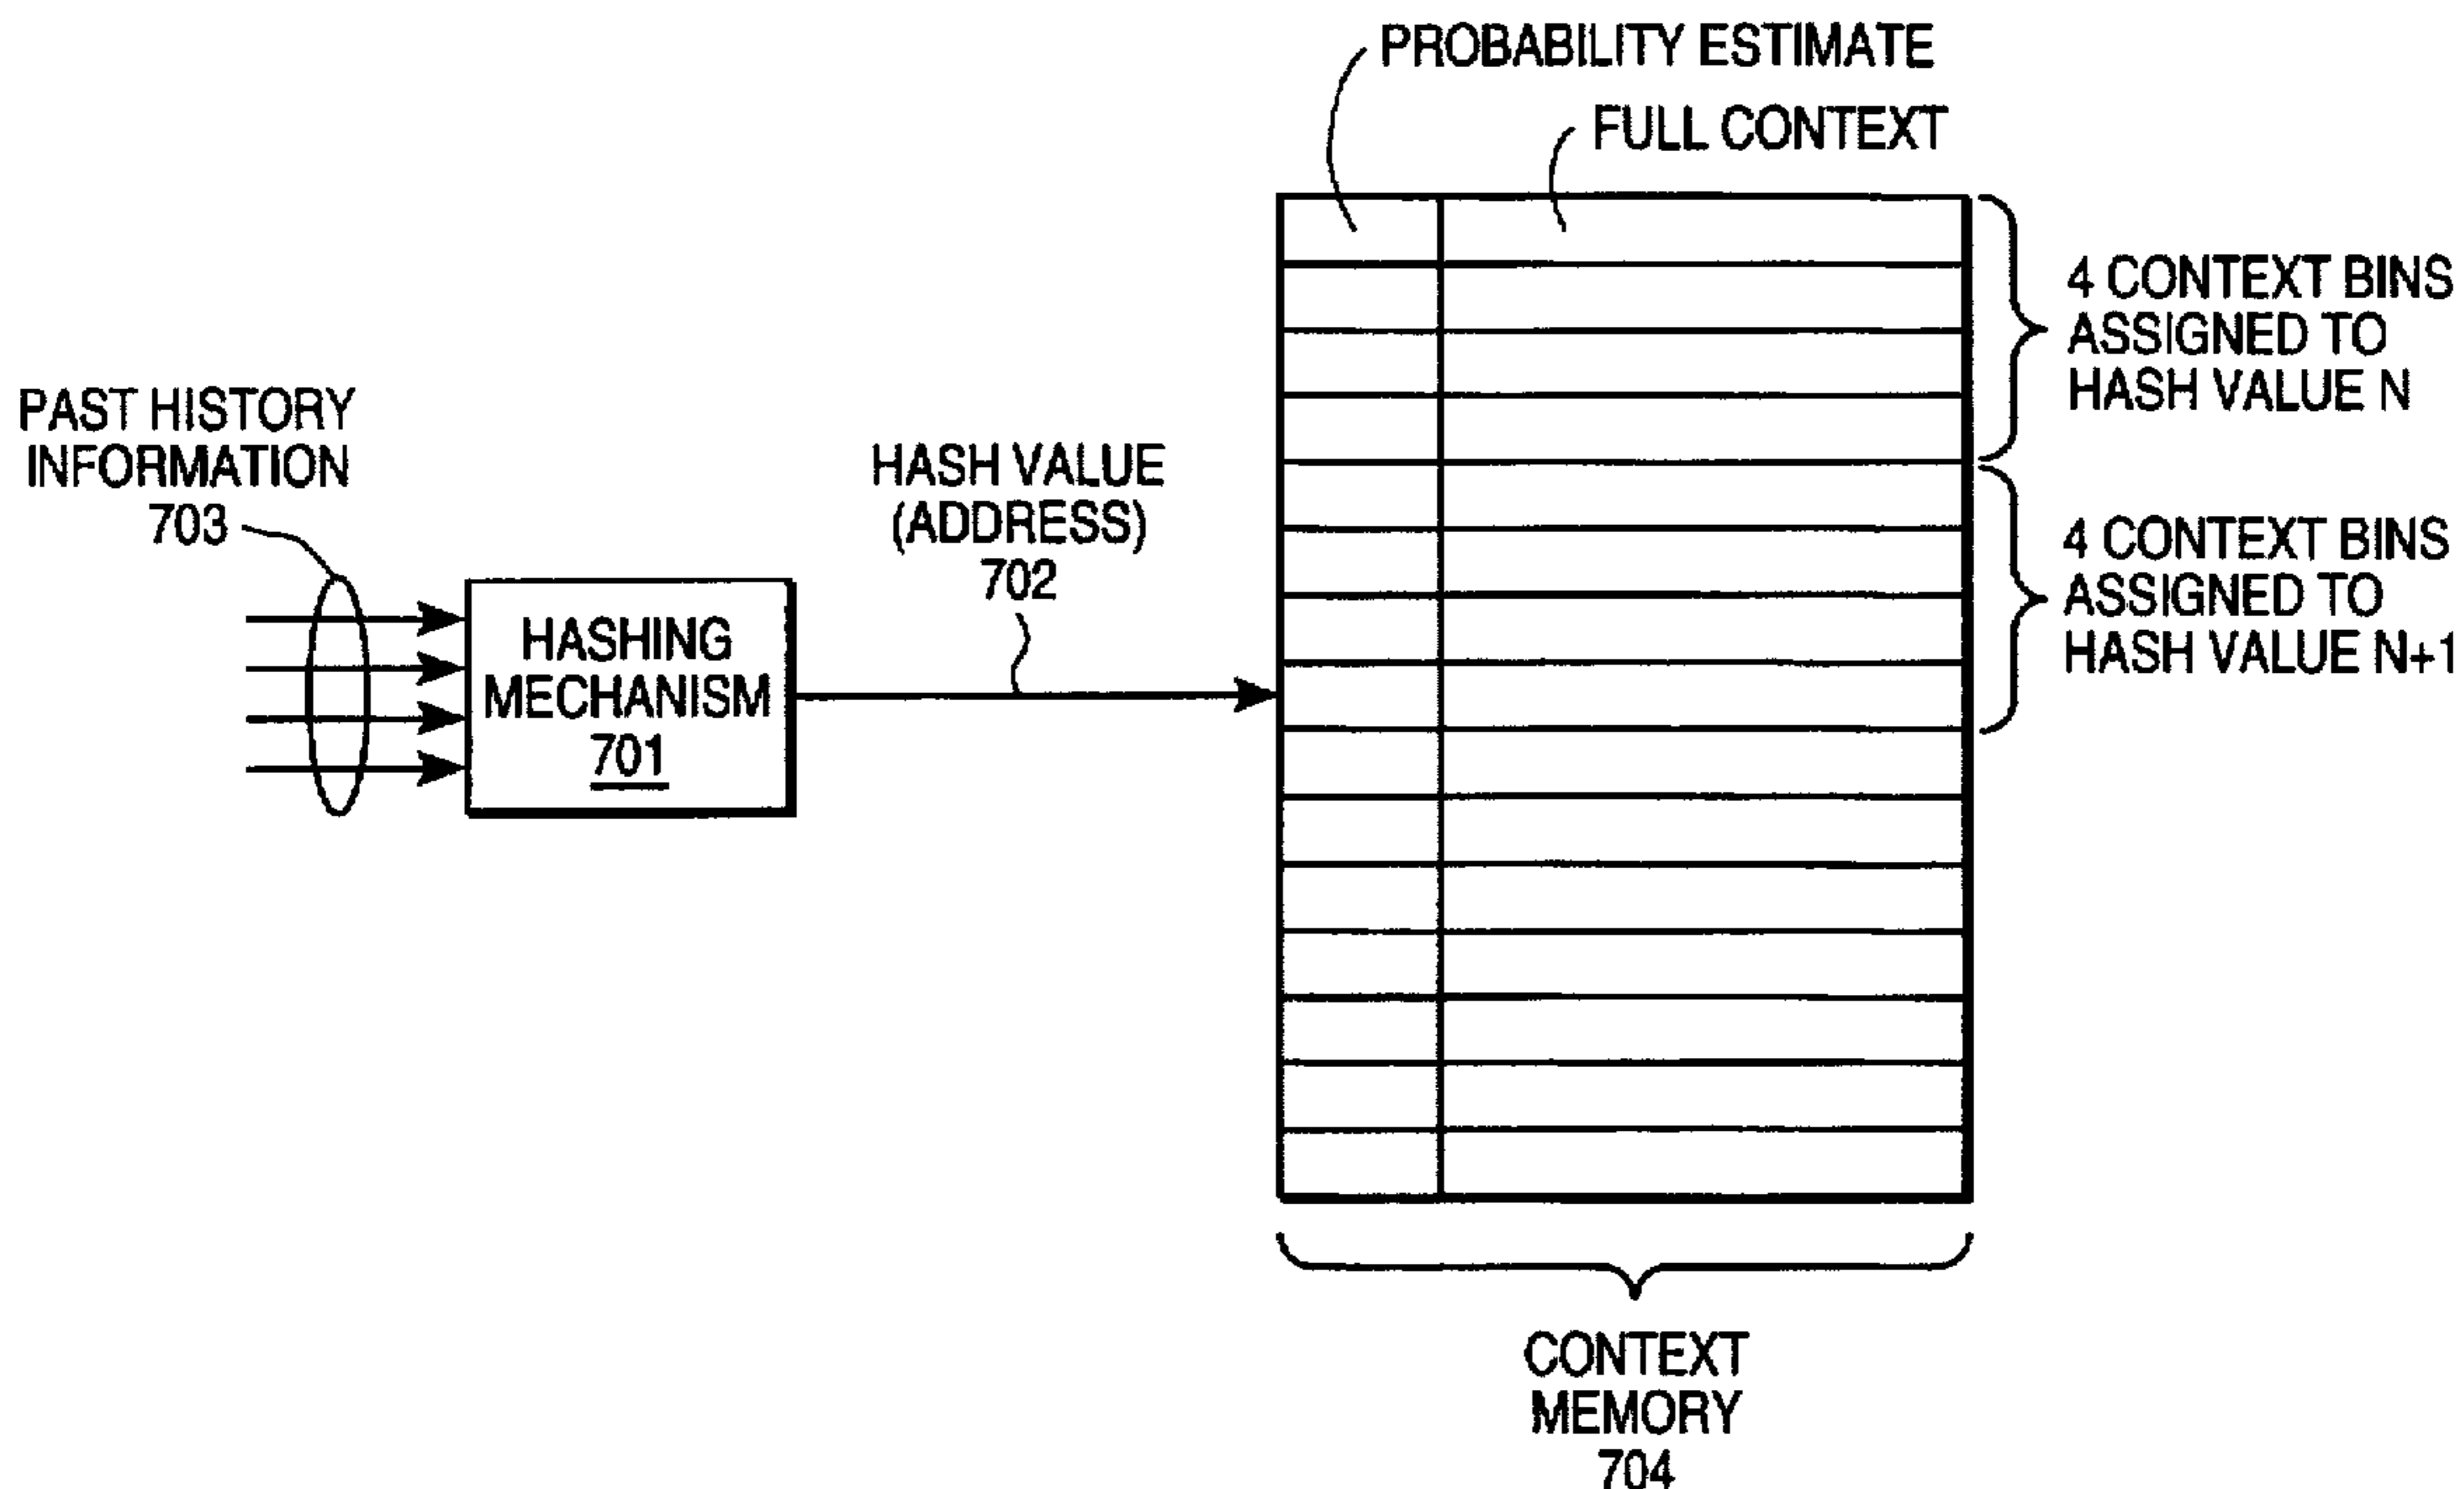 PROBABILITY ESTIMATE
FULL CONTEXT
4 CONTEXT BINS
ASSIGNED TO
HASH VALUE N
PAST HISTORY
INFORMATION
703
HASH VALUE
(ADDRESS)
702
4 CONTEXT BINS
ASSIGNED TO
HASH VALUE N+1
HASHING
MECHANISM
701
CONTEXT
MEMORY
704